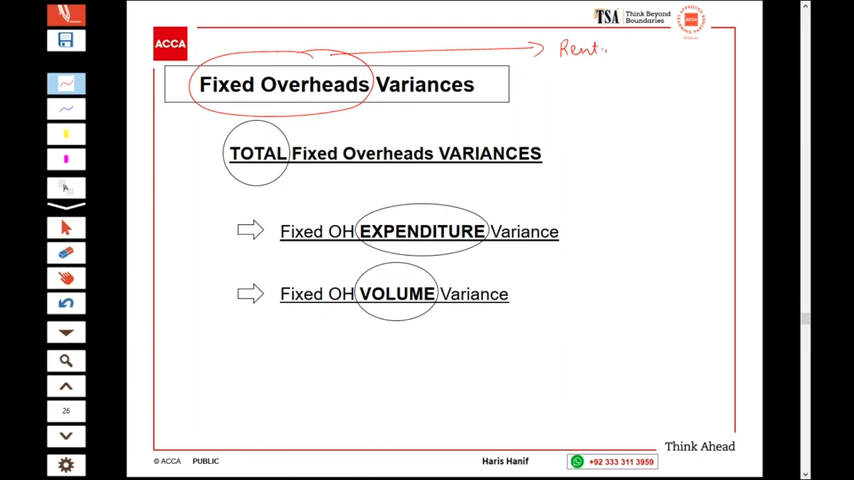 TSA Think Beyond Boundaries
ACCA
Rent.
Fixed Overheads Variances
TOTAL Fixed Overheads VARIANCES
Fixed OH EXPENDITURE Variance
Fixed OH VOLUME Variance
A
26
Think Ahead
© ACCA PUBLIC Haris Hanif +92 333 311 3959